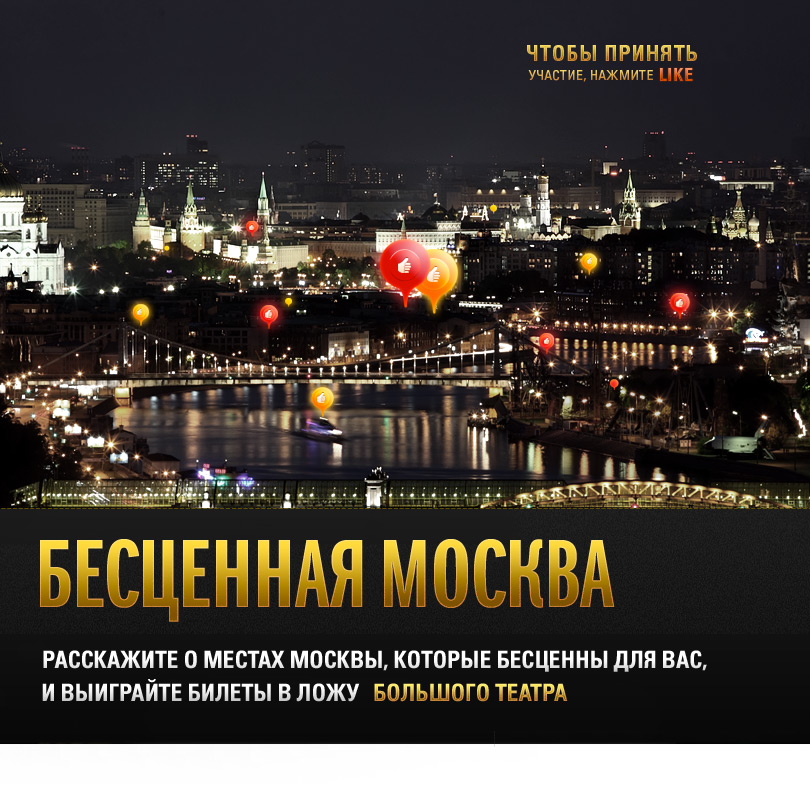 ЧТОБЫ ПРИНЯТЬ
УЧАСТИЕ, НАЖМИТЕ LIKE
БЕСЦЕННАЯ МОСКВА
РАССКАЖИТЕ О МЕСТАХ МОСКВЫ, КОТОРЫЕ БЕСЦЕННЫ ДЛЯ ВАС,
И ВЫИГРАЙТЕ БИЛЕТЫ В ЛОЖУ БОЛЬШОГО ТЕАТРА